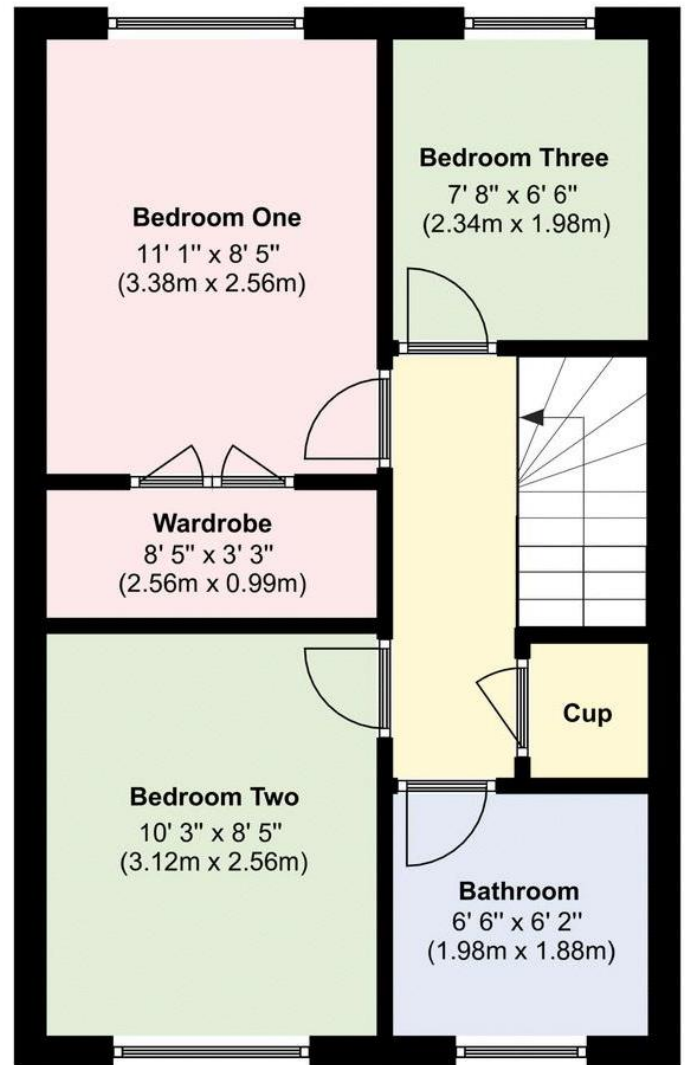 Bedroom One
11' 1" x 8' 5"
(3.38m x 2.56m)
Bedroom Three
7' 8" x 6' 6"
(2.34m x 1.98m)
Wardrobe
8' 5" x 3' 3"
(2.56m x 0.99m)
Cup
Bedroom Two
10' 3" x 8' 5"
(3.12m x 2.56m)
Bathroom
6' 6" x 6' 2"
(1.98m x 1.88m)